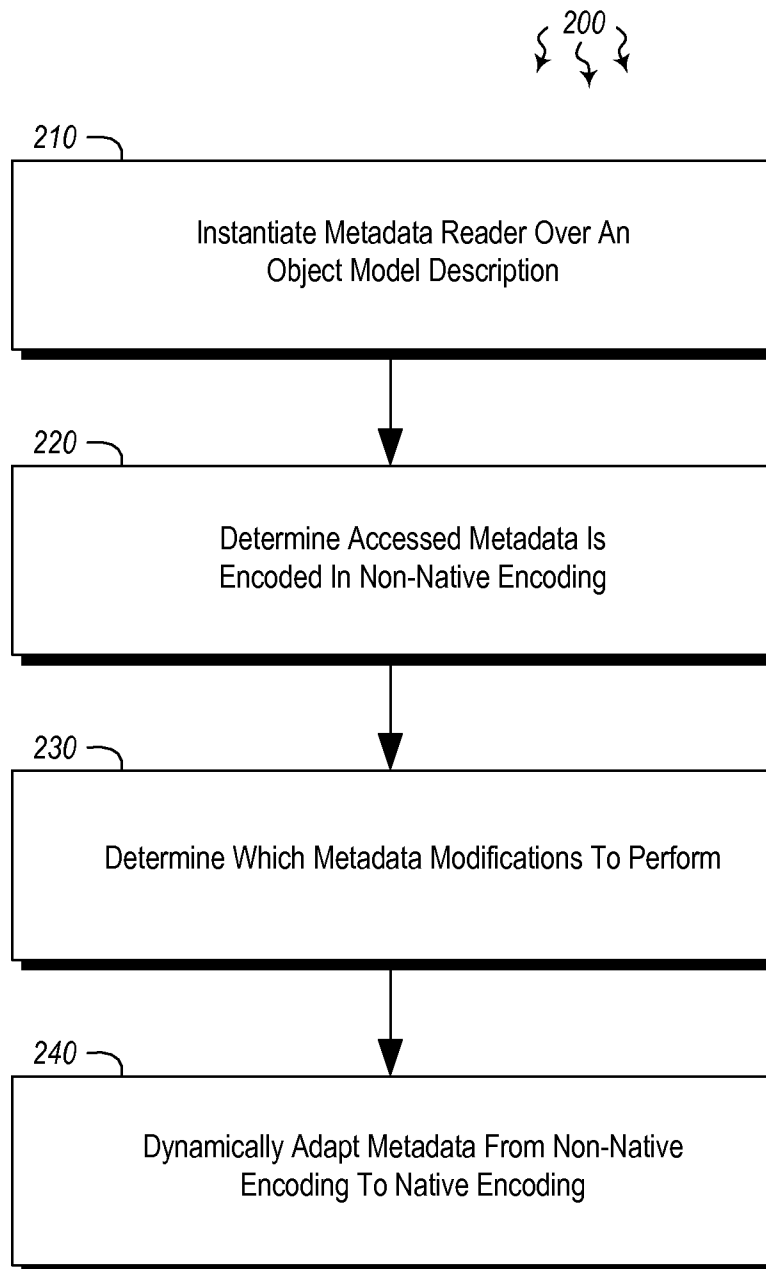 200
210
Instantiate Metadata Reader Over An
Object Model Description
220
Determine Accessed Metadata Is
Encoded In Non-Native Encoding
230
Determine Which Metadata Modifications To Perform
240
Dynamically Adapt Metadata From Non-Native
Encoding To Native Encoding